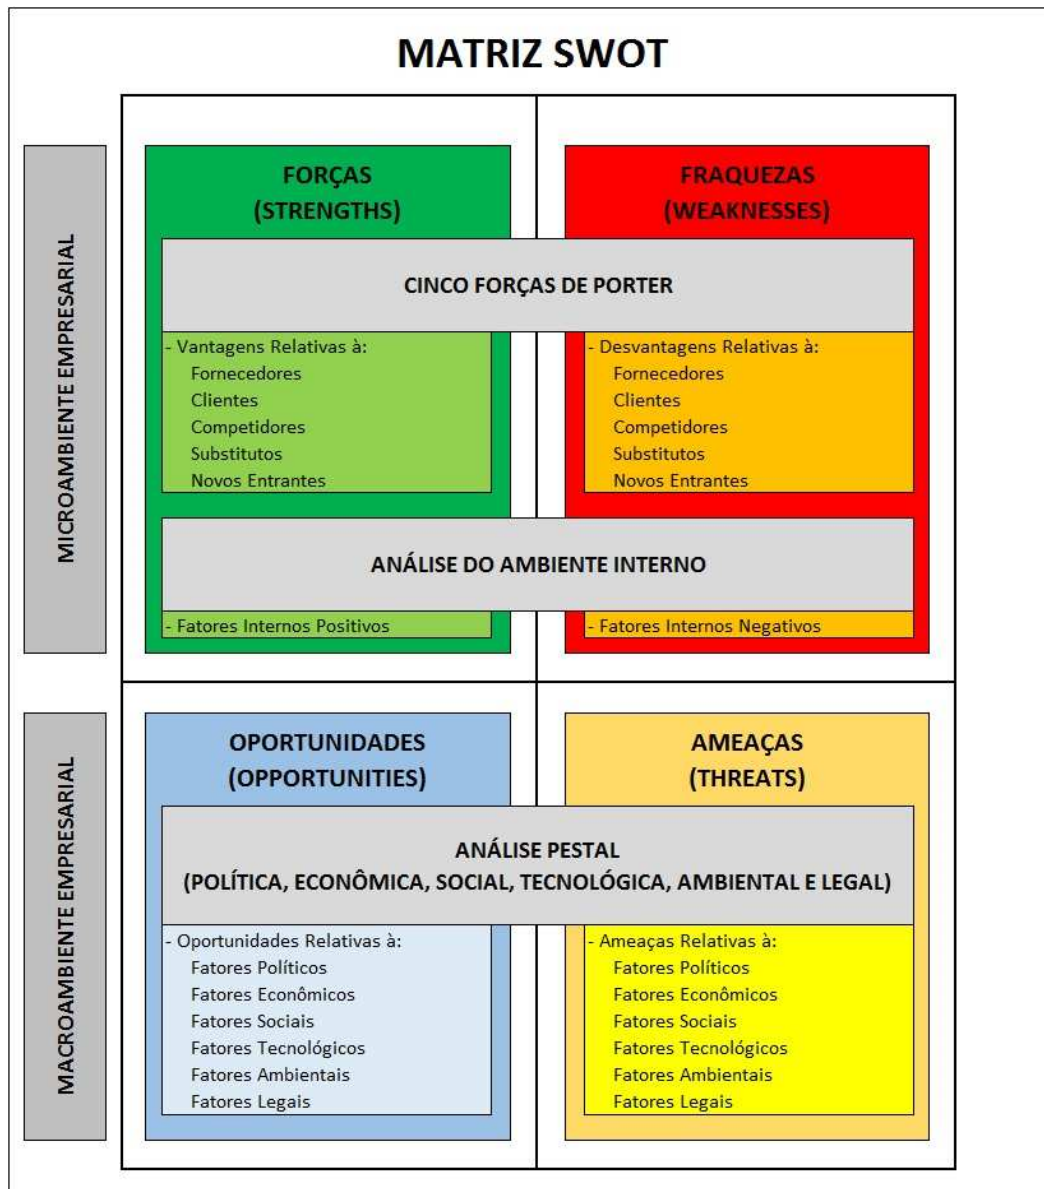 MATRIZ SWOT
MICROAMBIENTE EMPRESARIAL
FORÇAS
(STRENGTHS)
FRAQUEZAS
(WEAKNESSES)
CINCO FORÇAS DE PORTER
- Vantagens Relativas à:
Fornecedores
Clientes
Competidores
Substitutos
Novos Entrantes
- Desvantagens Relativas à:
Fornecedores
Clientes
Competidores
Substitutos
Novos Entrantes
ANÁLISE DO AMBIENTE INTERNO
- Fatores Internos Positivos
- Fatores Internos Negativos
MACROAMBIENTE EMPRESARIAL
OPORTUNIDADES
(OPPORTUNITIES)
AMEAÇAS
(THREATS)
ANÁLISE PESTAL
(POLÍTICA, ECONÔMICA, SOCIAL, TECNOLÓGICA, AMBIENTAL E LEGAL)
- Oportunidades Relativas à:
Fatores Políticos
Fatores Econômicos
Fatores Sociais
Fatores Tecnológicos
Fatores Ambientais
Fatores Legais
- Ameaças Relativas à:
Fatores Políticos
Fatores Econômicos
Fatores Sociais
Fatores Tecnológicos
Fatores Ambientais
Fatores Legais